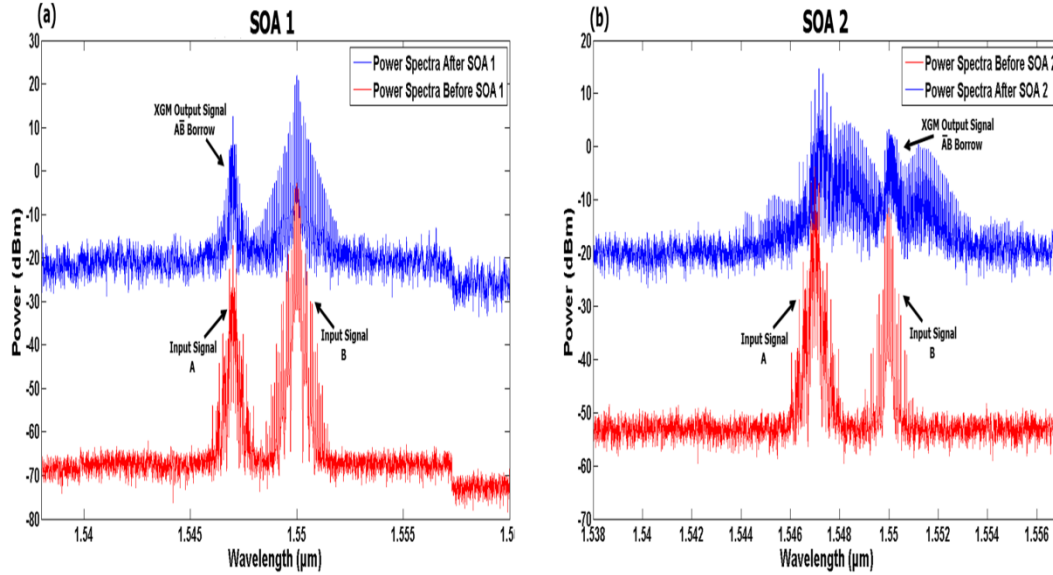 (a)
SOA 1
Power (dBm)
30
20
10
0
-10
-20
-30
-40
-50
-60
-70
-80
Power Spectra After SOA 1
Power Spectra Before SOA 1
XGM Output Signal
AB̅ Borrow
Input Signal
A
Input Signal
B
1.54
1.545
1.55
1.555
1.5
Wavelength (µm)
(b)
SOA 2
Power (dBm)
20
10
0
-10
-20
-30
-40
-50
-60
-70
Power Spectra Before SOA 2
Power Spectra After SOA 2
XGM Output Signal
A̅B Borrow
Input Signal
A
Input Signal
B
1.538
1.54
1.542
1.544
1.546
1.548
1.55
1.552
1.554
1.556
Wavelength (µm)